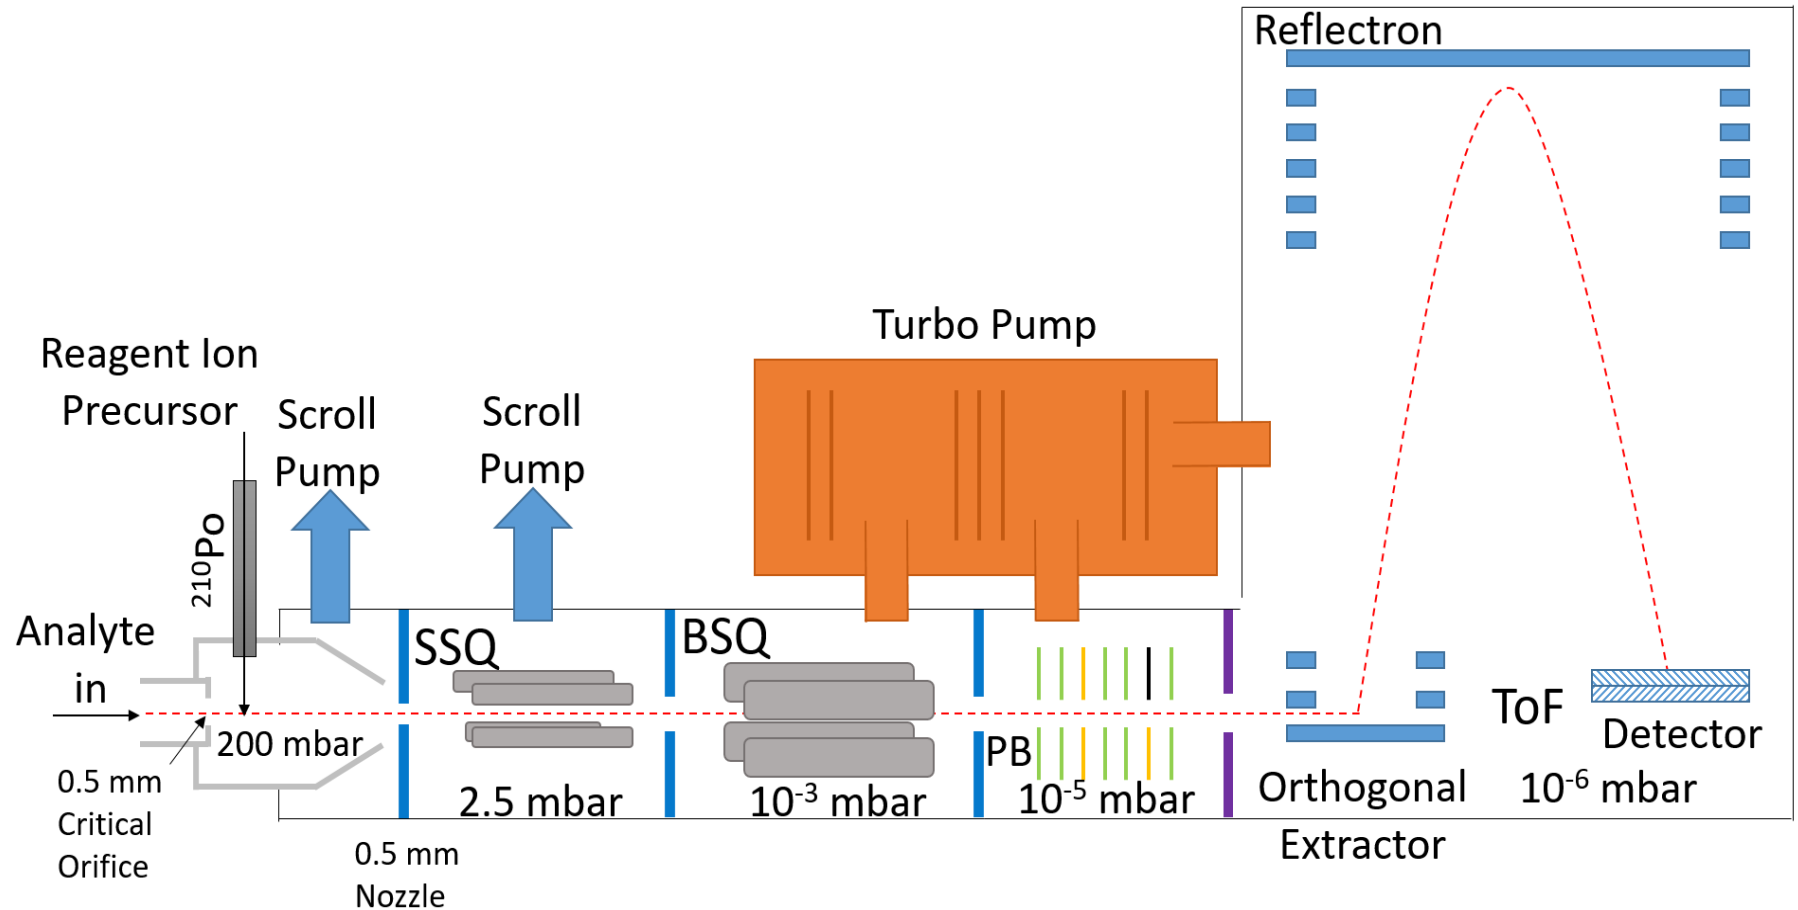 Reflectron
Turbo Pump
Reagent Ion
Precursor
Scroll
Pump
Scroll
Pump
²¹⁰Po
Analyte
in
SSQ
BSQ
200 mbar
PB
ToF
Detector
0.5 mm
Critical
Orifice
2.5 mbar
10⁻³ mbar
10⁻⁵ mbar
Orthogonal
Extractor
10⁻⁶ mbar
0.5 mm
Nozzle